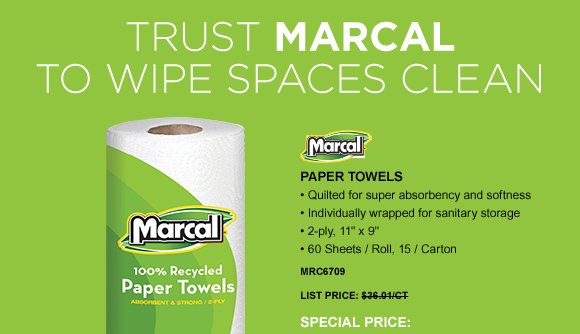 TRUST MARCAL
TO WIPE SPACES CLEAN
Marcal
PAPER TOWELS
• Quilted for super absorbency and softness
• Individually wrapped for sanitary storage
• 2-ply, 11" x 9"
• 60 Sheets / Roll, 15 / Carton
MRC6709
LIST PRICE: $36.01/CT
SPECIAL PRICE:
Marcal
100% Recycled
Paper Towels
ABSORBENT & STRONG / 2-PLY